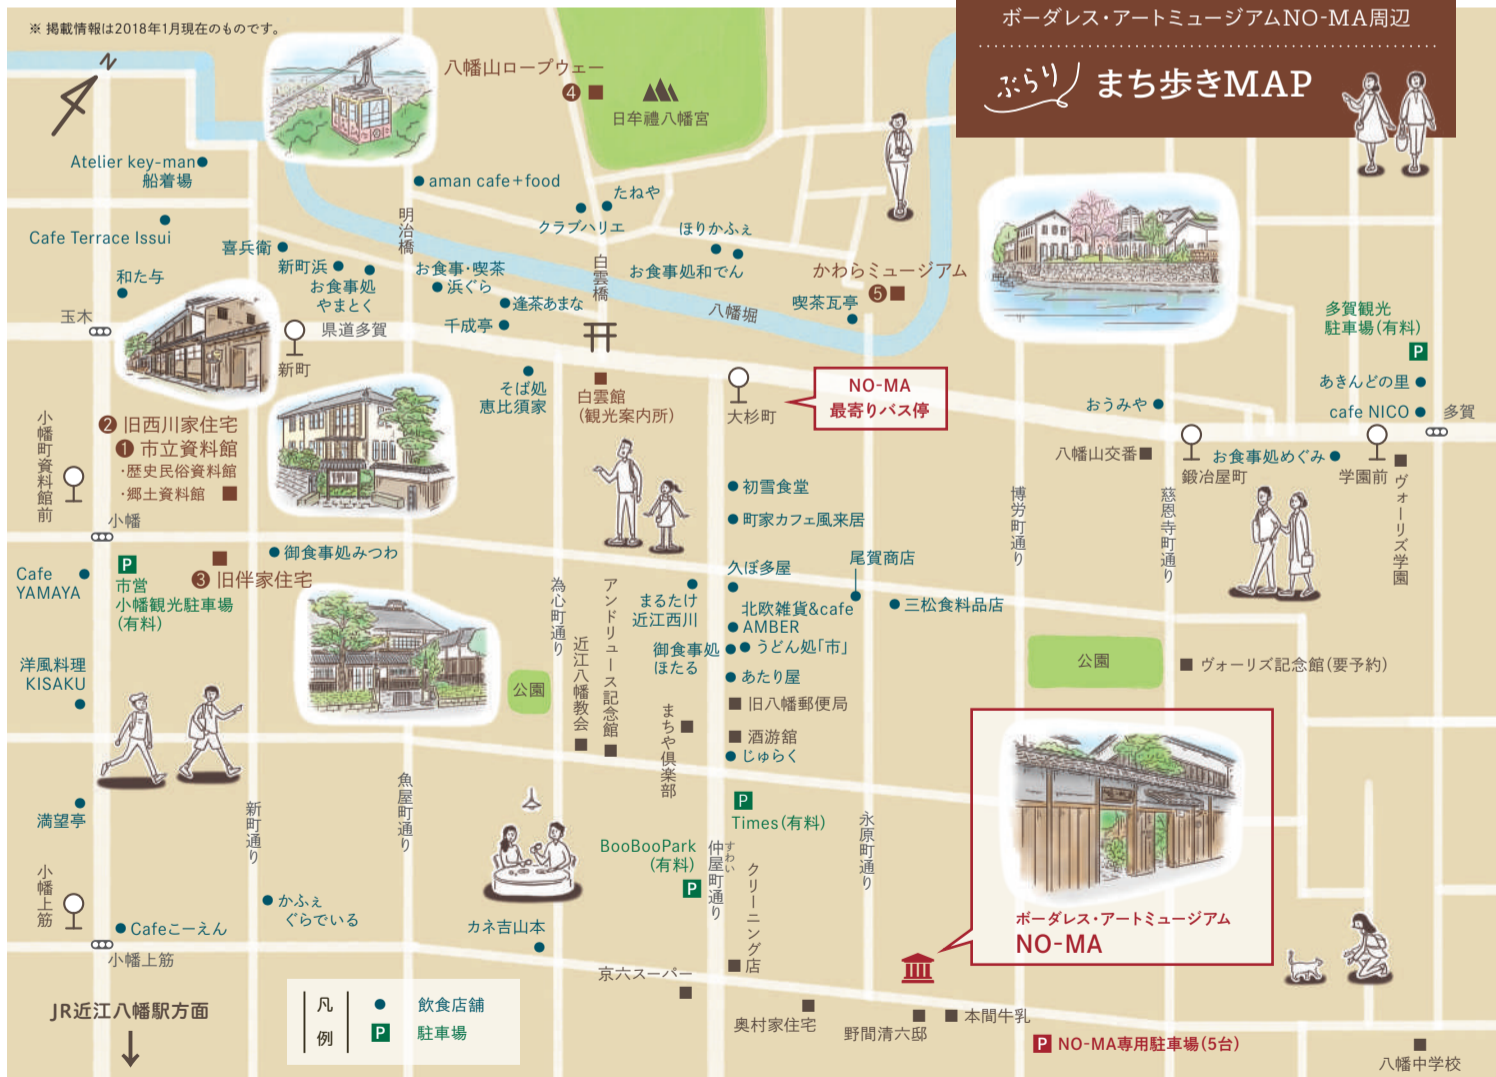 ※ 掲載情報は2018年1月現在のものです。
ボーダレス・アートミュージアムNO-MA周辺
ぶらり まち歩きMAP
N
八幡山ロープウェー
4
日牟禮八幡宮
Atelier key-man
船着場
aman cafe+food
たねや
クラブハリエ
明治橋
Cafe Terrace Issui
喜兵衛
新町浜
お食事処
やまとく
お食事・喫茶
浜ぐら
逢茶あまな
千成亭
白雲橋
ほりかふぇ
お食事処和でん
かわらミュージアム
5
喫茶瓦亭
八幡堀
和た与
玉木
県道多賀
新町
そば処
恵比須家
白雲館
(観光案内所)
大杉町
NO-MA
最寄りバス停
多賀観光
駐車場(有料)
P
あきんどの里
cafe NICO
多賀
おうみや
八幡山交番
鍛冶屋町
お食事処めぐみ
学園前
ヴォーリズ学園
小幡町資料館前
2 旧西川家住宅
1 市立資料館
・歴史民俗資料館
・郷土資料館
小幡
P
市営
小幡観光駐車場
(有料)
3 旧伴家住宅
御食事処みつわ
Cafe
YAMAYA
初雪食堂
町家カフェ風来居
尾賀商店
久ぼ多屋
まるたけ
近江西川
北欧雑貨&cafe
AMBER
三松食料品店
御食事処
ほたる
うどん処「市」
あたり屋
旧八幡郵便局
酒游舘
じゅらく
まちや倶楽部
博労町通り
慈恩寺町通り
為心町通り
近江八幡教会
アンドリュース記念館
公園
公園
ヴォーリズ記念館(要予約)
洋風料理
KISAKU
満望亭
新町通り
魚屋町通り
P
Times(有料)
BooBooPark
(有料)
P
仲屋町通り
すわい
クリーニング店
永原町通り
小幡上筋
Cafeこーえん
小幡上筋
かふぇ
ぐらでいる
カネ吉山本
京六スーパー
奥村家住宅
野間清六邸
本間牛乳
ボーダレス・アートミュージアム
NO-MA
P NO-MA専用駐車場(5台)
八幡中学校
JR近江八幡駅方面
凡例
飲食店舗
P 駐車場